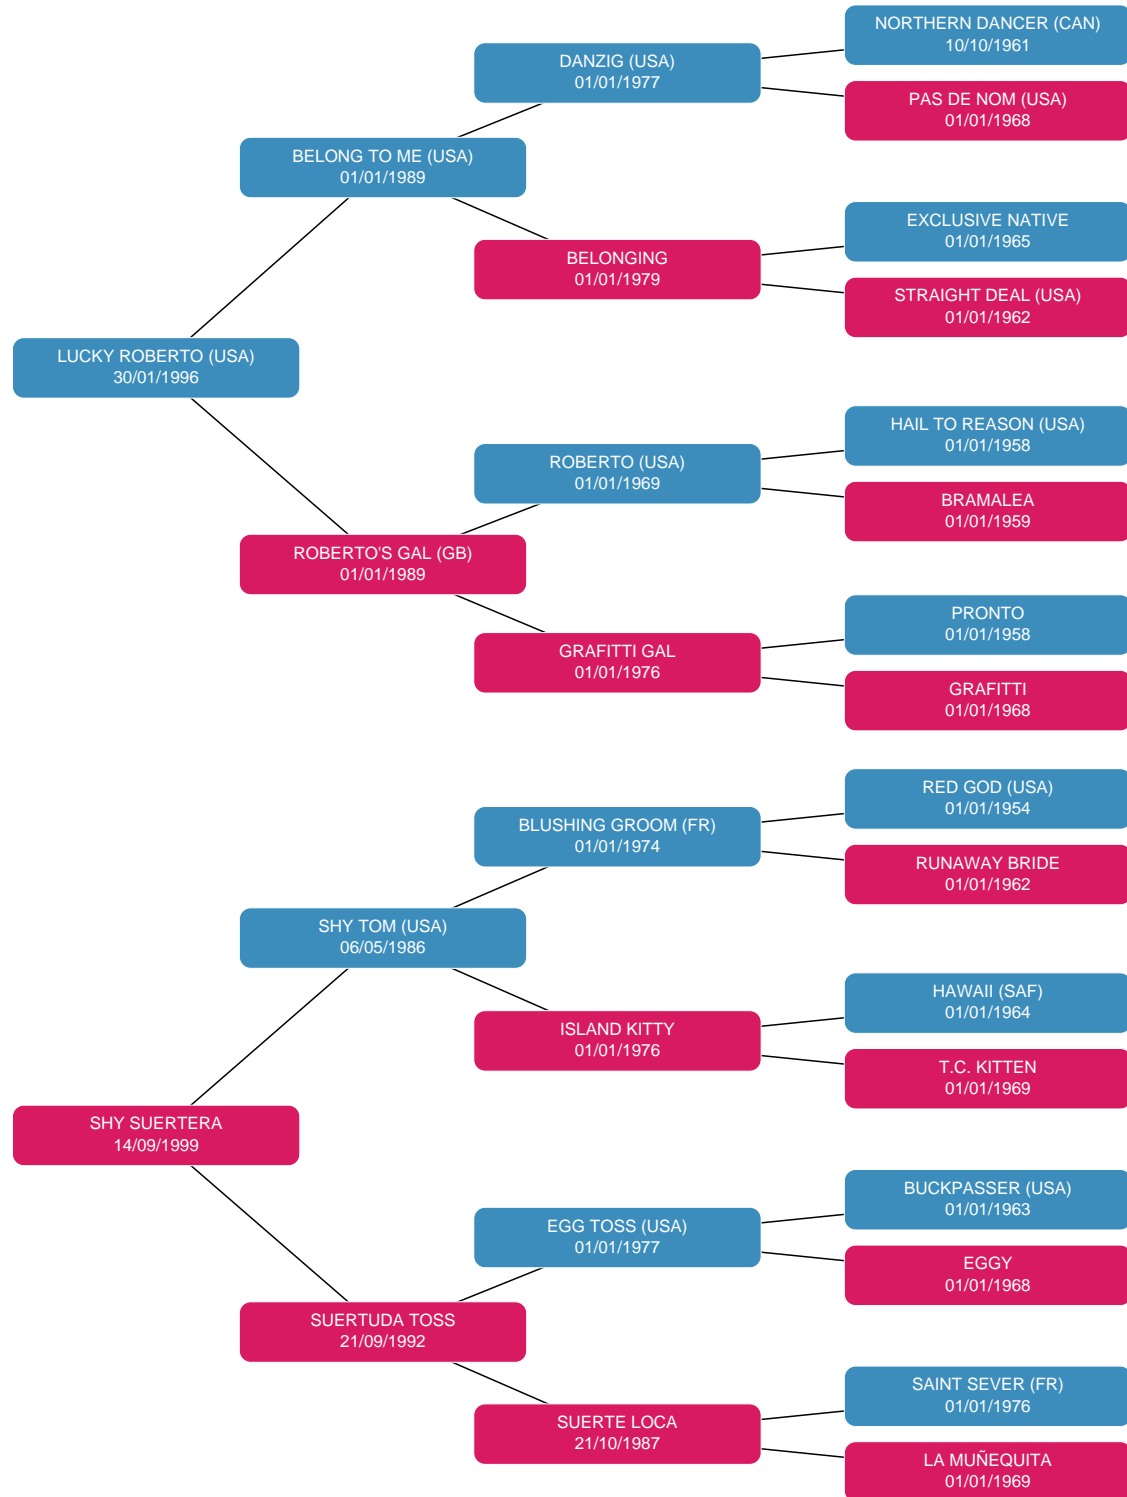 NORTHERN DANCER (CAN)
10/10/1961
DANZIG (USA)
01/01/1977
PAS DE NOM (USA)
01/01/1968
BELONG TO ME (USA)
01/01/1989
EXCLUSIVE NATIVE
01/01/1965
BELONGING
01/01/1979
STRAIGHT DEAL (USA)
01/01/1962
LUCKY ROBERTO (USA)
30/01/1996
HAIL TO REASON (USA)
01/01/1958
ROBERTO (USA)
01/01/1969
BRAMALEA
01/01/1959
ROBERTO'S GAL (GB)
01/01/1989
PRONTO
01/01/1958
GRAFITTI GAL
01/01/1976
GRAFITTI
01/01/1968
RED GOD (USA)
01/01/1954
BLUSHING GROOM (FR)
01/01/1974
RUNAWAY BRIDE
01/01/1962
SHY TOM (USA)
06/05/1986
HAWAII (SAF)
01/01/1964
ISLAND KITTY
01/01/1976
T.C. KITTEN
01/01/1969
SHY SUERTERA
14/09/1999
BUCKPASSER (USA)
01/01/1963
EGG TOSS (USA)
01/01/1977
EGGY
01/01/1968
SUERTUDA TOSS
21/09/1992
SAINT SEVER (FR)
01/01/1976
SUERTE LOCA
21/10/1987
LA MUÑEQUITA
01/01/1969